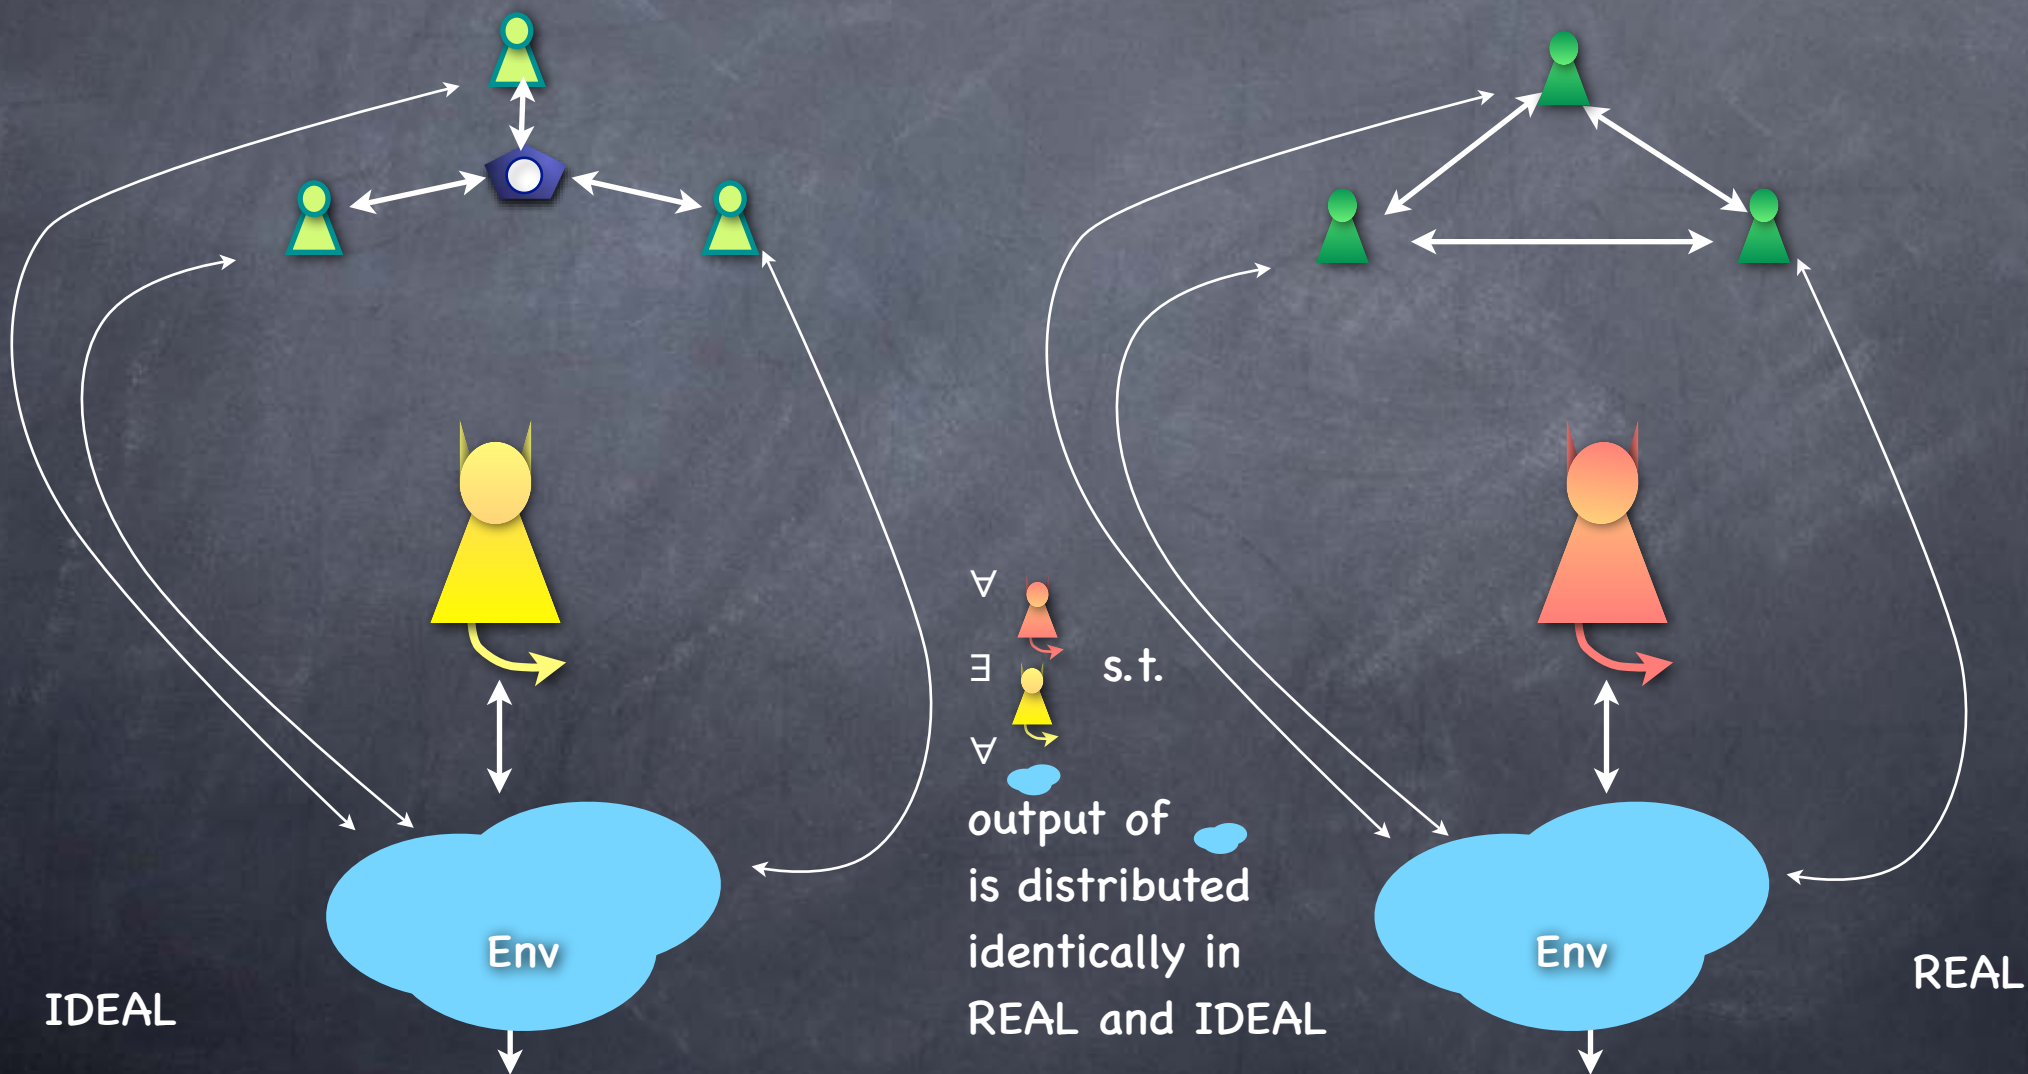 ∀
∃ s.t.
∀
output of
is distributed
identically in
REAL and IDEAL
Env
Env
IDEAL
REAL